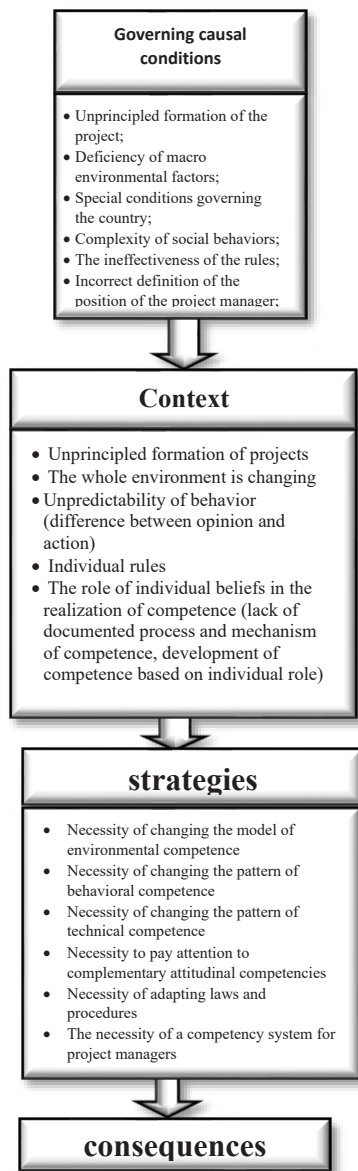 Governing causal
conditions
• Unprincipled formation of the
project;
• Deficiency of macro
environmental factors;
• Special conditions governing
the country;
• Complexity of social behaviors;
• The ineffectiveness of the rules;
• Incorrect definition of the
position of the project manager;
Context
• Unprincipled formation of projects
• The whole environment is changing
• Unpredictability of behavior
(difference between opinion and
action)
• Individual rules
• The role of individual beliefs in the
realization of competence (lack of
documented process and mechanism
of competence, development of
competence based on individual role)
strategies
• Necessity of changing the model of
environmental competence
• Necessity of changing the pattern of
behavioral competence
• Necessity of changing the pattern of
technical competence
• Necessity to pay attention to
complementary attitudinal competencies
• Necessity of adapting laws and
procedures
• The necessity of a competency system for
project managers
consequences